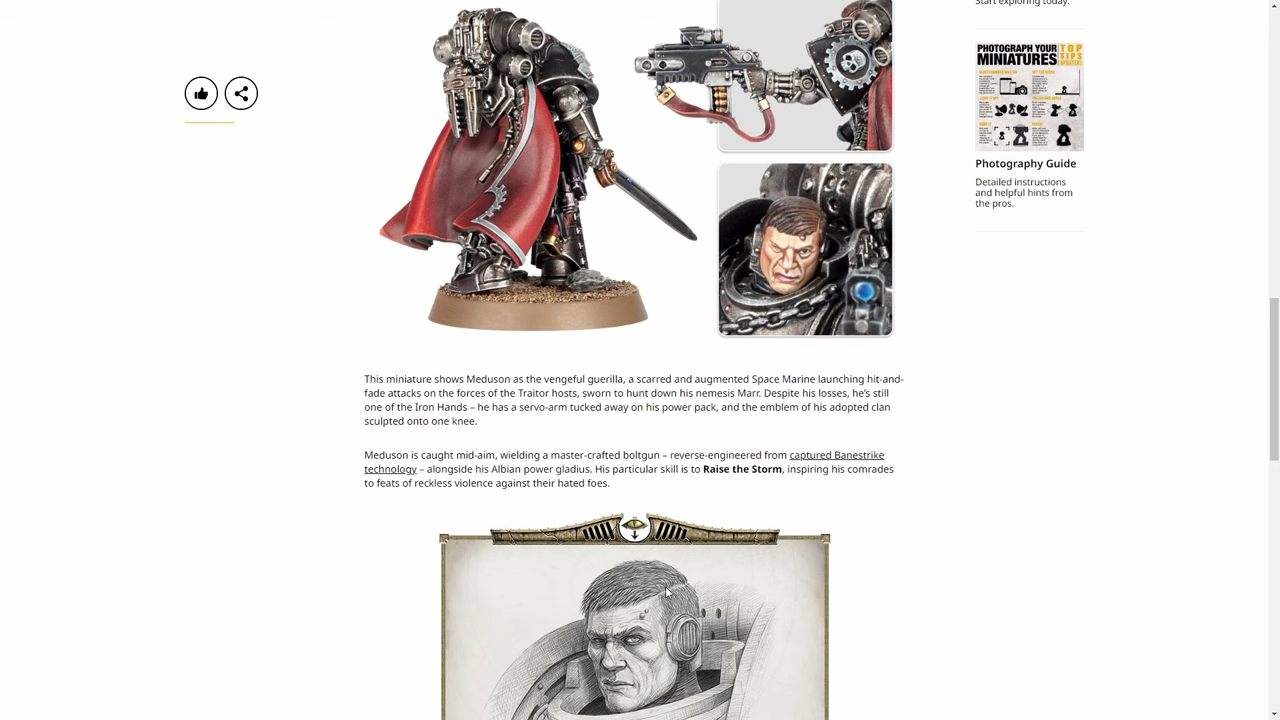 Start exploring today.
PHOTOGRAPH YOUR
MINIATURES
TOP
TIPS
Photography Guide
Detailed instructions
and helpful hints from
the pros.
This miniature shows Meduson as the vengeful guerilla, a scarred and augmented Space Marine launching hit-and-
fade attacks on the forces of the Traitor hosts, sworn to hunt down his nemesis Marr. Despite his losses, he’s still
one of the Iron Hands – he has a servo-arm tucked away on his power pack, and the emblem of his adopted clan
sculpted onto one knee.
Meduson is caught mid-aim, wielding a master-crafted boltgun – reverse-engineered from captured Banestrike
technology – alongside his Albian power gladius. His particular skill is to Raise the Storm, inspiring his comrades
to feats of reckless violence against their hated foes.